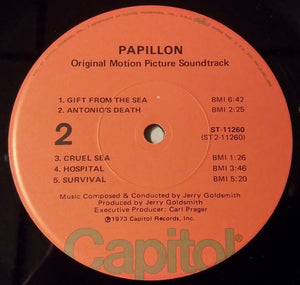 PAPILLON
Original Motion Picture Soundtrack
1. GIFT FROM THE SEA BMI 6:42
2. ANTONIO'S DEATH BMI 2:25
2
ST-11260
(ST2-11260)
3. CRUEL SEA BMI 1:26
4. HOSPITAL BMI 3:46
5. SURVIVAL BMI 5:20
Music Composed & Conducted by Jerry Goldsmith
Produced by Jerry Goldsmith
Executive Producer: Carl Prager
Ⓟ©1973 Capitol Records, Inc.
Capitol